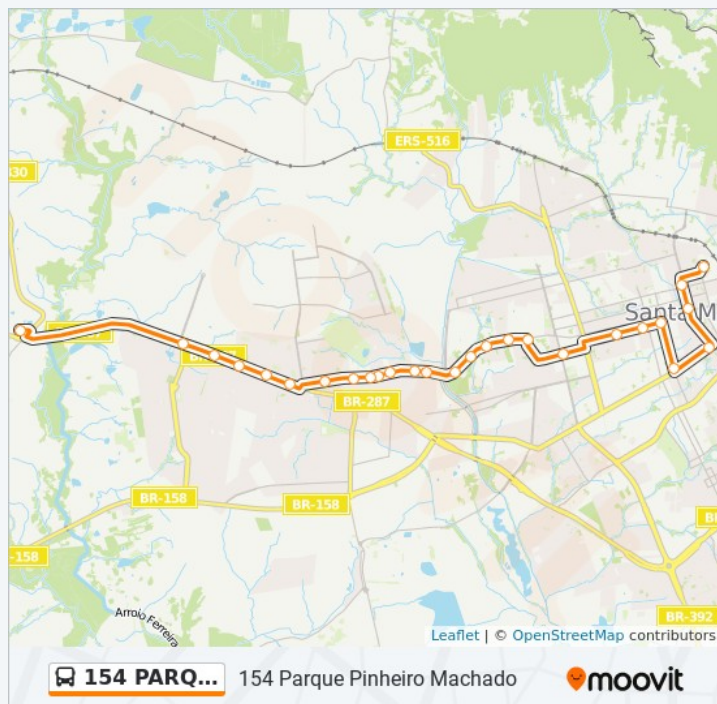 ERS-516
330
Santa M
BR-287
BR-158
BR-158
-158
Arroio Ferreira
BR-392
Leaflet | © OpenStreetMap contributors
154 PARQ...
154 Parque Pinheiro Machado
moovit